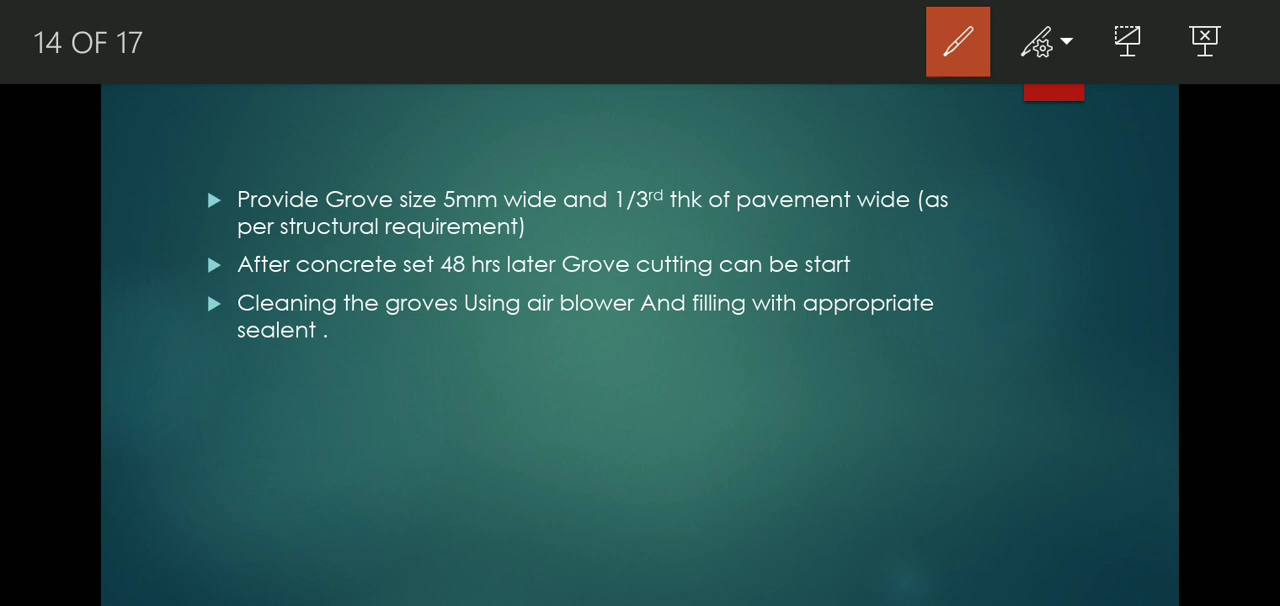 14 OF 17
Provide Grove size 5mm wide and 1/3rd thk of pavement wide (as
per structural requirement)
After concrete set 48 hrs later Grove cutting can be start
Cleaning the groves Using air blower And filling with appropriate
sealent .